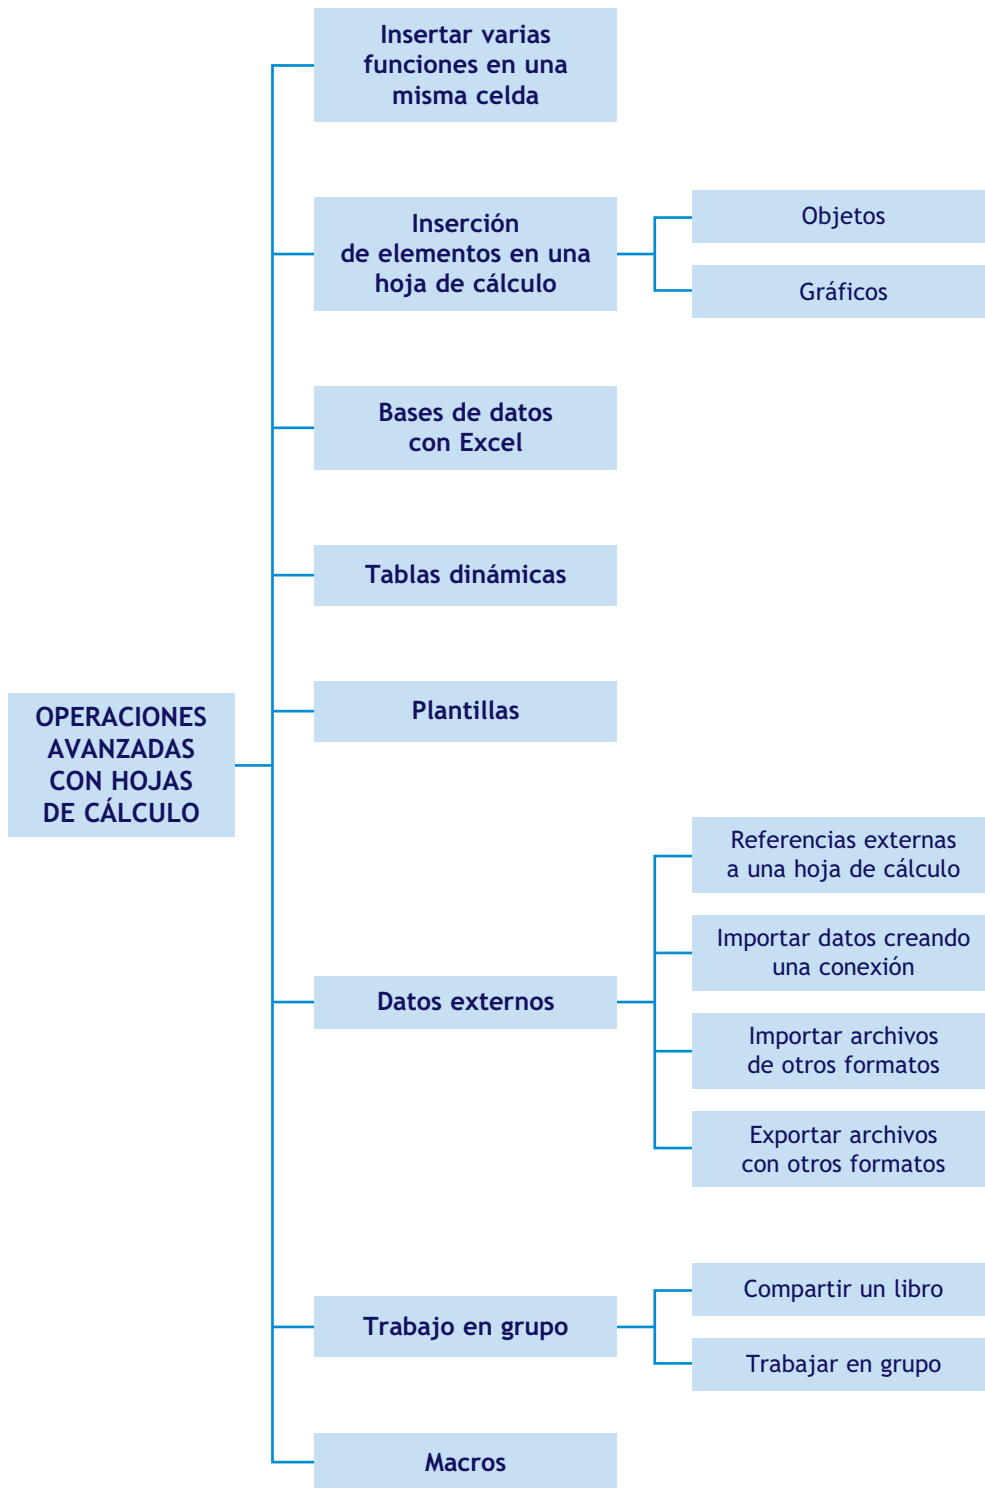 Insertar varias
funciones en una
misma celda
Inserción
de elementos en una
hoja de cálculo
Objetos
Gráficos
Bases de datos
con Excel
Tablas dinámicas
Plantillas
OPERACIONES
AVANZADAS
CON HOJAS
DE CÁLCULO
Datos externos
Referencias externas
a una hoja de cálculo
Importar datos creando
una conexión
Importar archivos
de otros formatos
Exportar archivos
con otros formatos
Trabajo en grupo
Compartir un libro
Trabajar en grupo
Macros